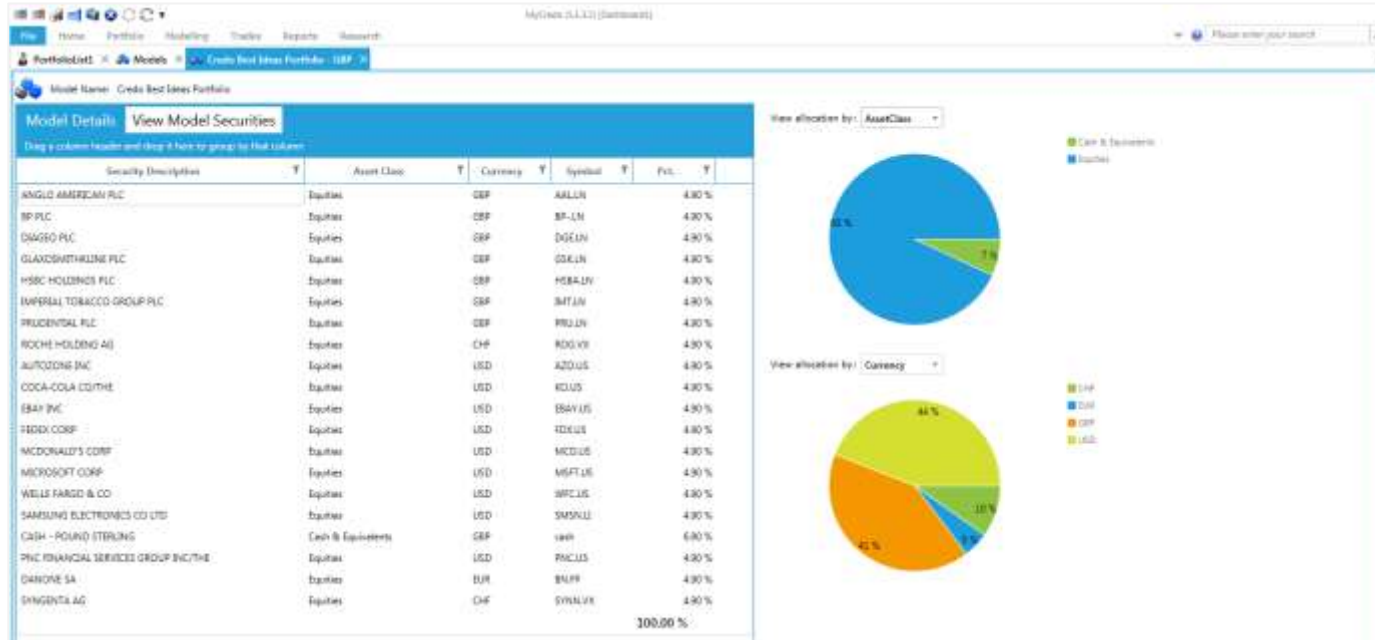 File Home Portfolio Modelling Trades Reports Research
Please enter your search
PortfolioList1 Models Credo Best Ideas Portfolio - GBP
Model Name: Credo Best Ideas Portfolio
Model Details View Model Securities
Drag a column header and drop it here to group by that column
Security Description Asset Class Currency Symbol Pct.
ANGLO AMERICAN PLC Equities GBP AAL.LN 4.90 %
BP PLC Equities GBP BP-.LN 4.90 %
DIAGEO PLC Equities GBP DGE.LN 4.90 %
GLAXOSMITHKLINE PLC Equities GBP GSK.LN 4.90 %
HSBC HOLDINGS PLC Equities GBP HSBA.LN 4.90 %
IMPERIAL TOBACCO GROUP PLC Equities GBP IMT.LN 4.90 %
PRUDENTIAL PLC Equities GBP PRU.LN 4.90 %
ROCHE HOLDING AG Equities CHF ROG.VX 4.90 %
AUTOZONE INC Equities USD AZO.US 4.90 %
COCA-COLA CO/THE Equities USD KO.US 4.90 %
EBAY INC Equities USD EBAY.US 4.90 %
FEDEX CORP Equities USD FDX.US 4.90 %
MCDONALD'S CORP Equities USD MCD.US 4.90 %
MICROSOFT CORP Equities USD MSFT.US 4.90 %
WELLS FARGO & CO Equities USD WFC.US 4.90 %
SAMSUNG ELECTRONICS CO LTD Equities USD SMSN.LI 4.90 %
CASH - POUND STERLING Cash & Equivalents GBP cash 6.90 %
PNC FINANCIAL SERVICES GROUP INC/THE Equities USD PNC.US 4.90 %
DANONE SA Equities EUR BN.FP 4.90 %
SYNGENTA AG Equities CHF SYNN.VX 4.90 %
100.00 %
View allocation by: AssetClass
Cash & Equivalents
Equities
93 %
7 %
View allocation by: Currency
CHF
EUR
GBP
USD
44 %
10 %
5 %
41 %